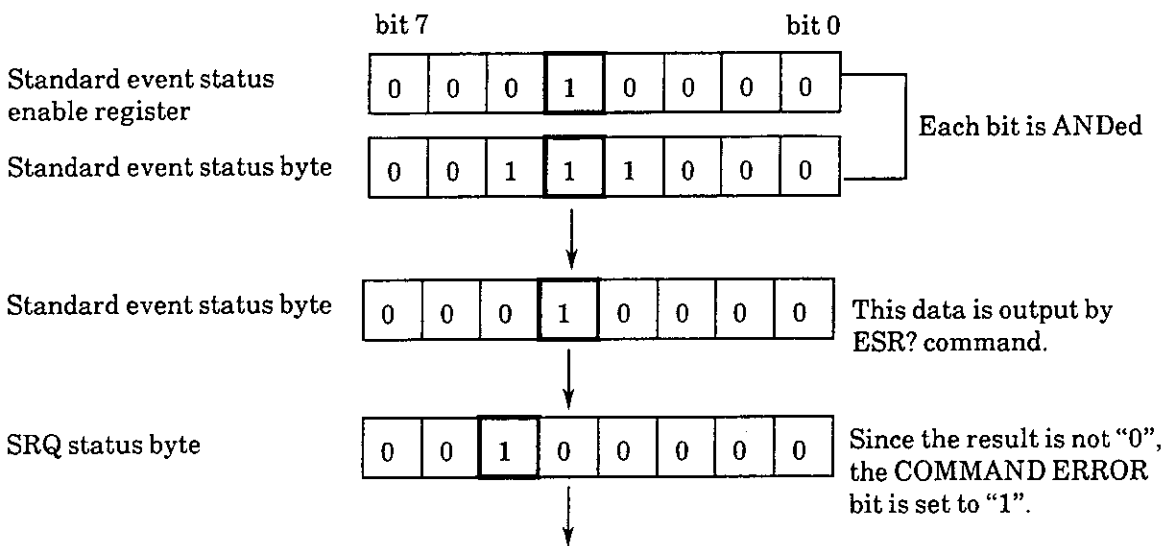 bit 7 bit 0
Standard event status
enable register
0 0 0 1 0 0 0 0
Each bit is ANDed
Standard event status byte
0 0 1 1 1 0 0 0
Standard event status byte
0 0 0 1 0 0 0 0
This data is output by
ESR? command.
SRQ status byte
0 0 1 0 0 0 0 0
Since the result is not “0”,
the COMMAND ERROR
bit is set to “1”.